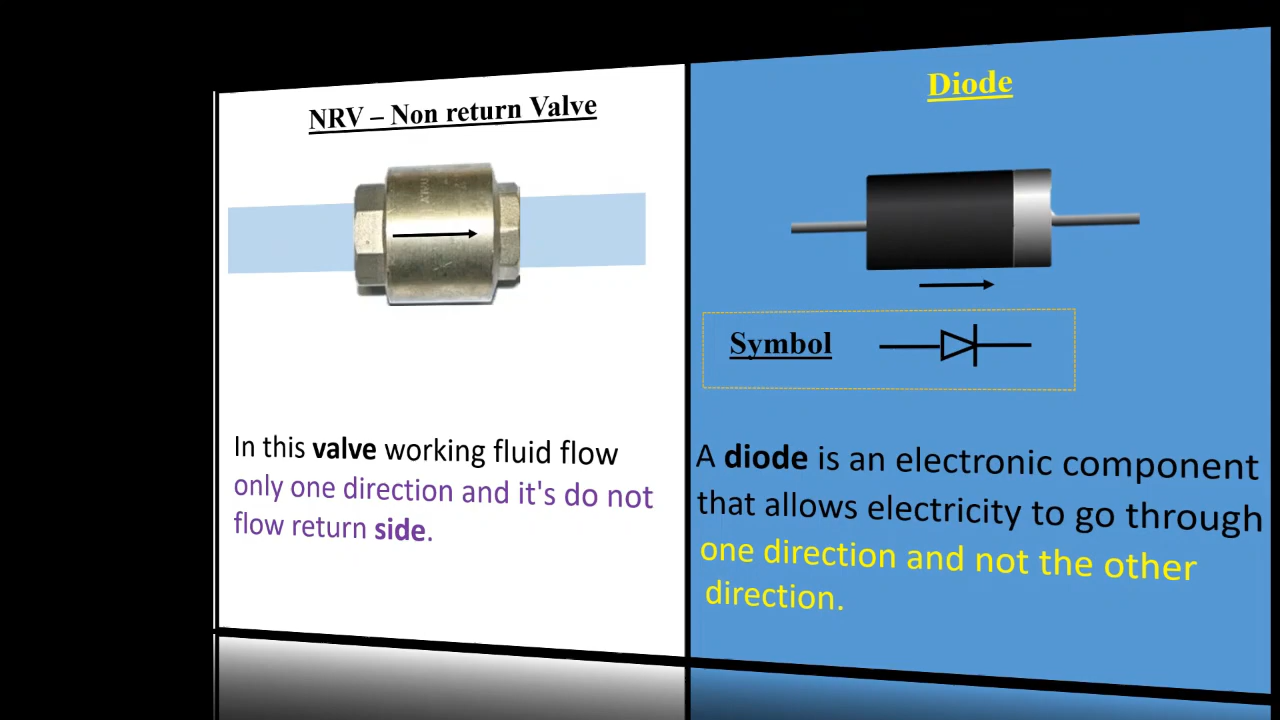 NRV – Non return Valve
In this valve working fluid flow
only one direction and it's do not
flow return side.
Diode
Symbol
A diode is an electronic component
that allows electricity to go through
one direction and not the other
direction.